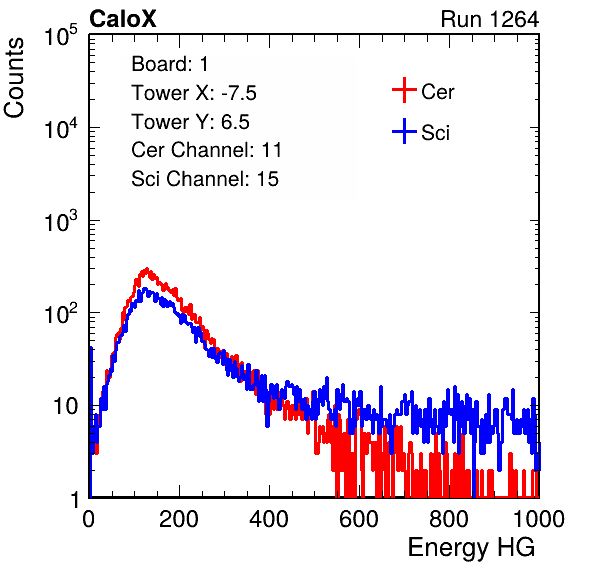 CaloX Run 1264
Counts
Board: 1
Tower X: -7.5
Tower Y: 6.5
Cer Channel: 11
Sci Channel: 15
Cer
Sci
10^5
10^4
10^3
10^2
10
1
0 200 400 600 800 1000
Energy HG